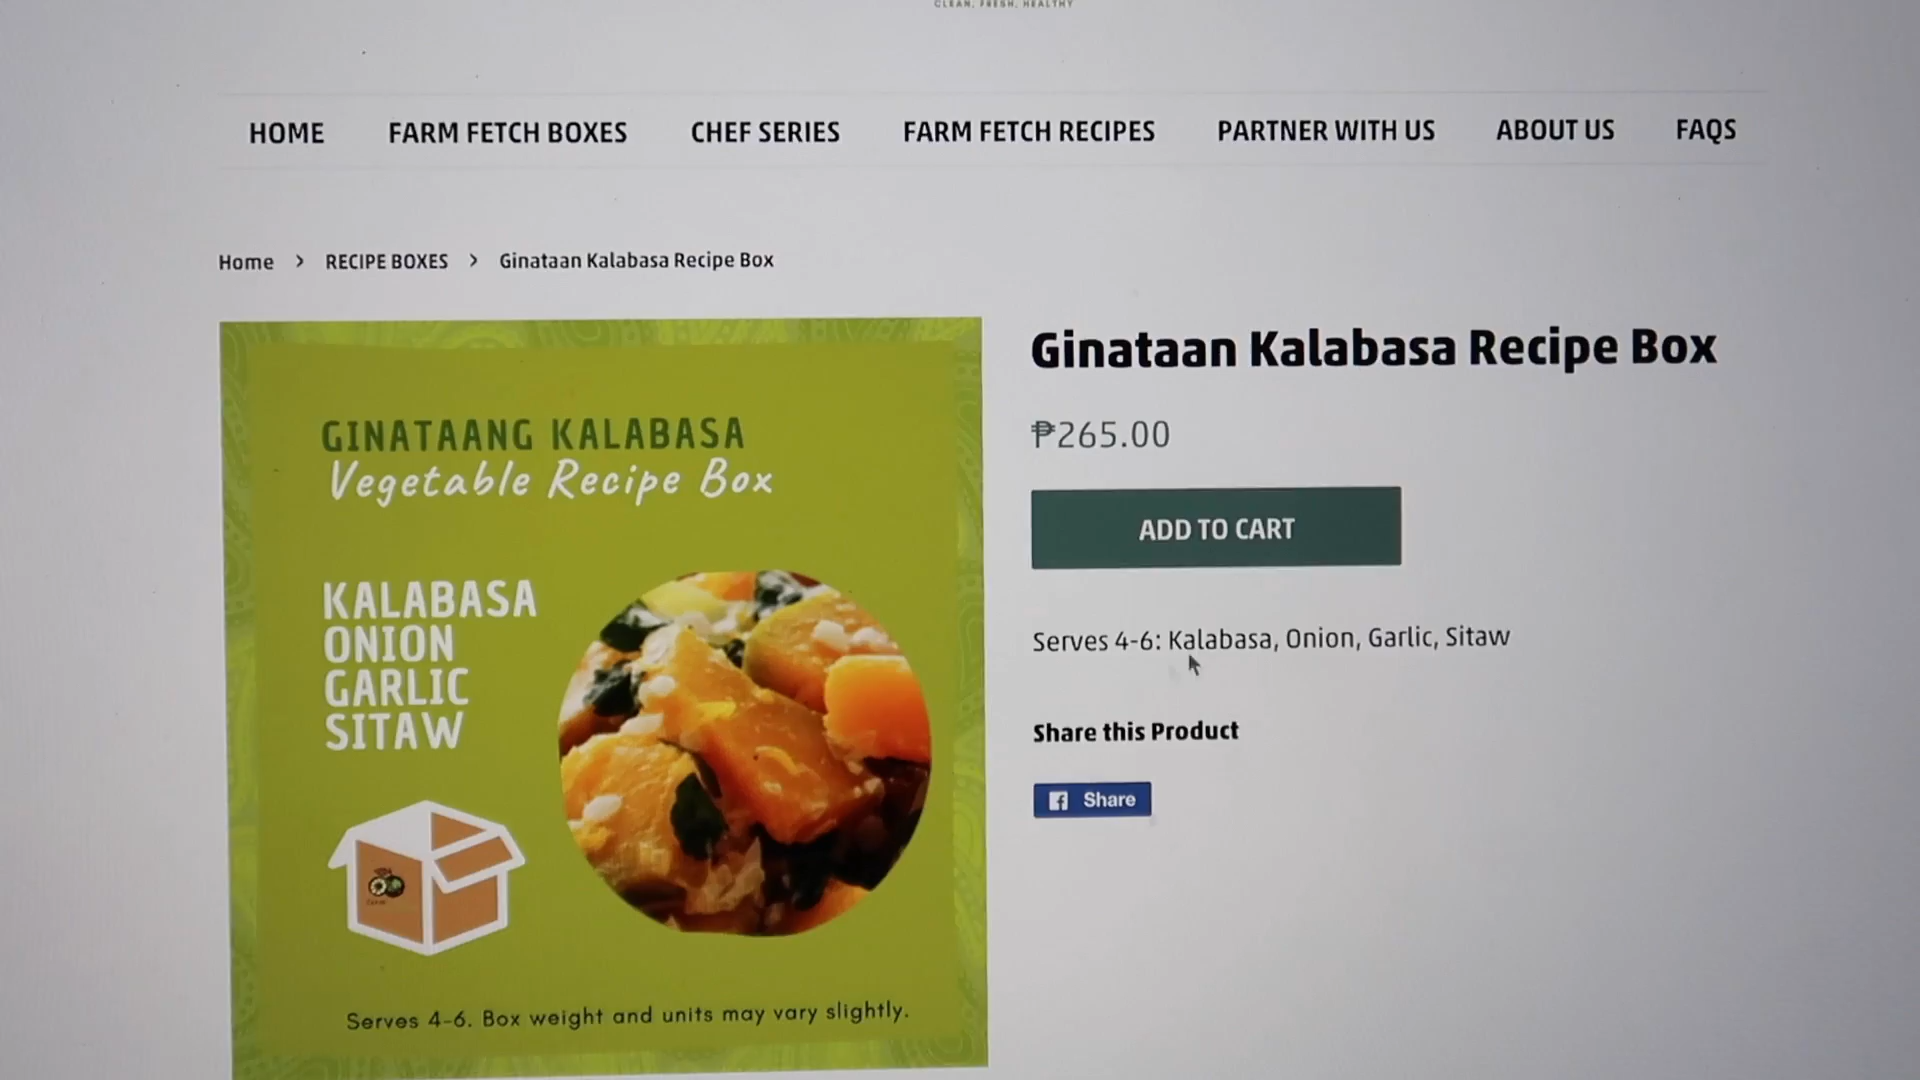 CLEAN, FRESH, HEALTHY
HOME FARM FETCH BOXES CHEF SERIES FARM FETCH RECIPES PARTNER WITH US ABOUT US FAQS
Home > RECIPE BOXES > Ginataan Kalabasa Recipe Box
GINATAANG KALABASA
Vegetable Recipe Box
KALABASA
ONION
GARLIC
SITAW
Serves 4-6. Box weight and units may vary slightly.
Ginataan Kalabasa Recipe Box
₱265.00
ADD TO CART
Serves 4-6: Kalabasa, Onion, Garlic, Sitaw
Share this Product
Share